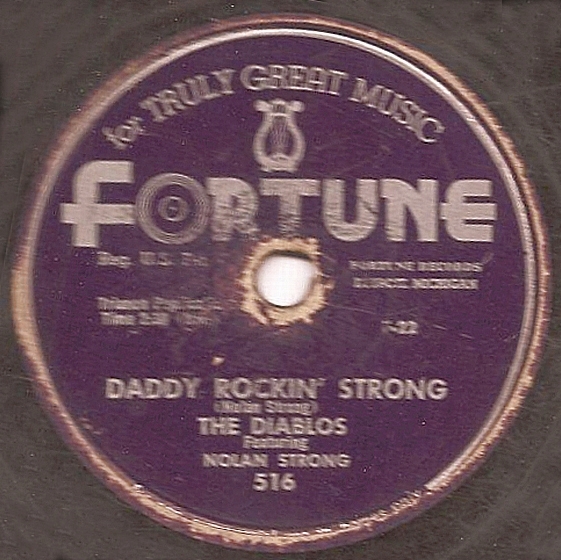 for TRULY GREAT MUSIC
FORTUNE
Reg. U.S.
FORTUNE RECORDS
DETROIT, MICHIGAN
Time
DADDY ROCKIN' STRONG
(Nolan Strong)
THE DIABLOS
Featuring
NOLAN STRONG
516